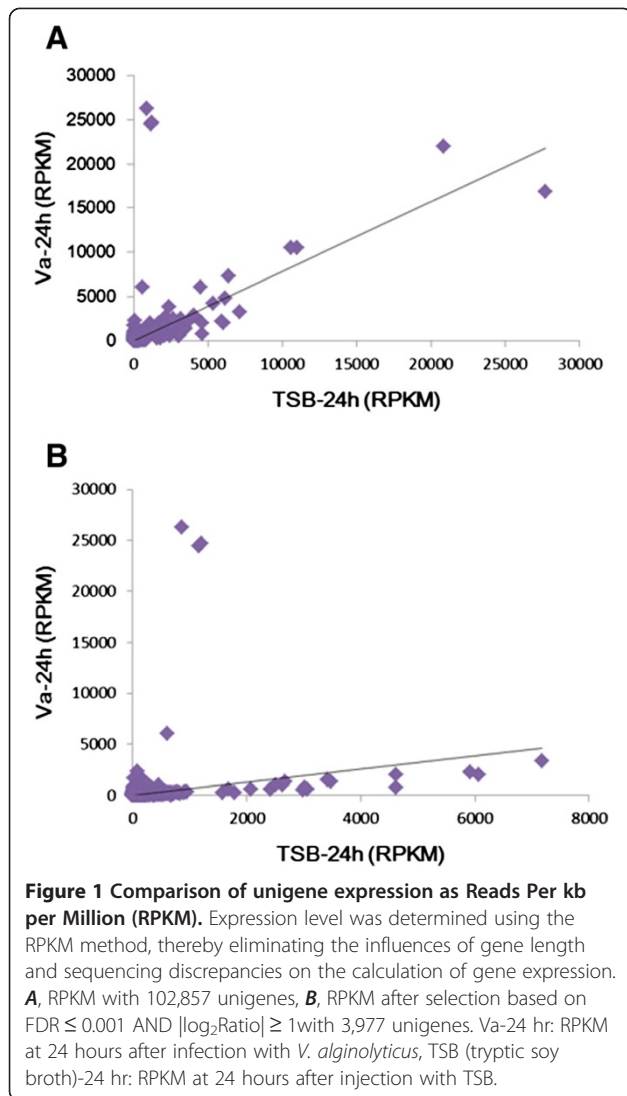 A
30000
25000
20000
15000
10000
5000
0
Va-24h (RPKM)
0 5000 10000 15000 20000 25000 30000
TSB-24h (RPKM)
B
30000
25000
20000
15000
10000
5000
0
Va-24h (RPKM)
0 2000 4000 6000 8000
TSB-24h (RPKM)
Figure 1 Comparison of unigene expression as Reads Per kb
per Million (RPKM). Expression level was determined using the
RPKM method, thereby eliminating the influences of gene length
and sequencing discrepancies on the calculation of gene expression.
A, RPKM with 102,857 unigenes, B, RPKM after selection based on
FDR ≤ 0.001 AND |log₂Ratio| ≥ 1with 3,977 unigenes. Va-24 hr: RPKM
at 24 hours after infection with V. alginolyticus, TSB (tryptic soy
broth)-24 hr: RPKM at 24 hours after injection with TSB.